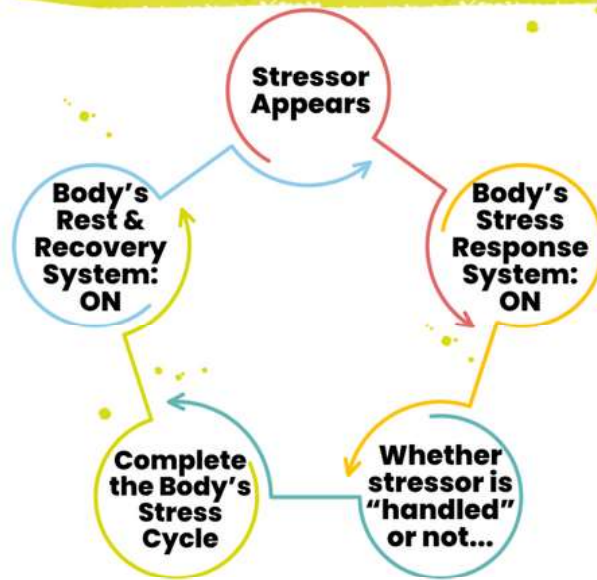 Stressor
Appears
Body's
Stress
Response
System:
ON
Whether
stressor is
“handled”
or not...
Complete
the Body's
Stress
Cycle
Body's
Rest &
Recovery
System:
ON